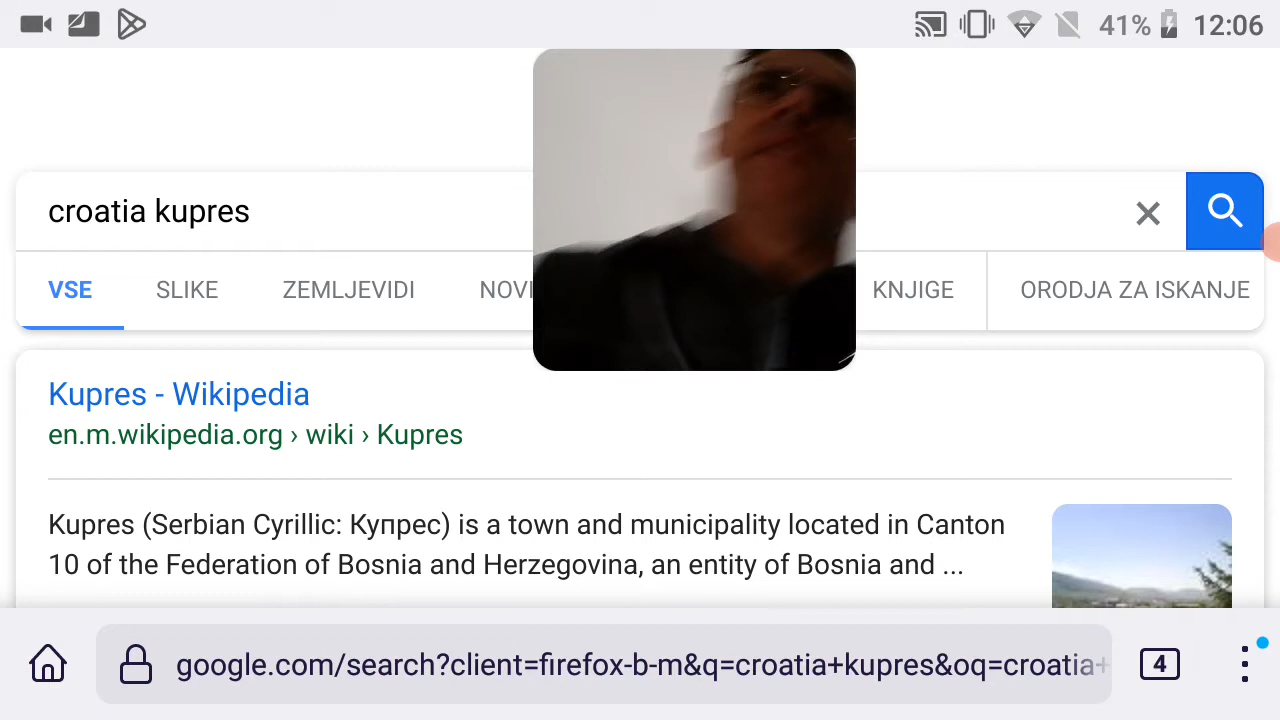 41% 12:06
croatia kupres
VSE SLIKE ZEMLJEVIDI NOVI KNJIGE ORODJA ZA ISKANJE
Kupres - Wikipedia
en.m.wikipedia.org › wiki › Kupres
Kupres (Serbian Cyrillic: Купрес) is a town and municipality located in Canton
10 of the Federation of Bosnia and Herzegovina, an entity of Bosnia and ...
google.com/search?client=firefox-b-m&q=croatia+kupres&oq=croatia+ 4